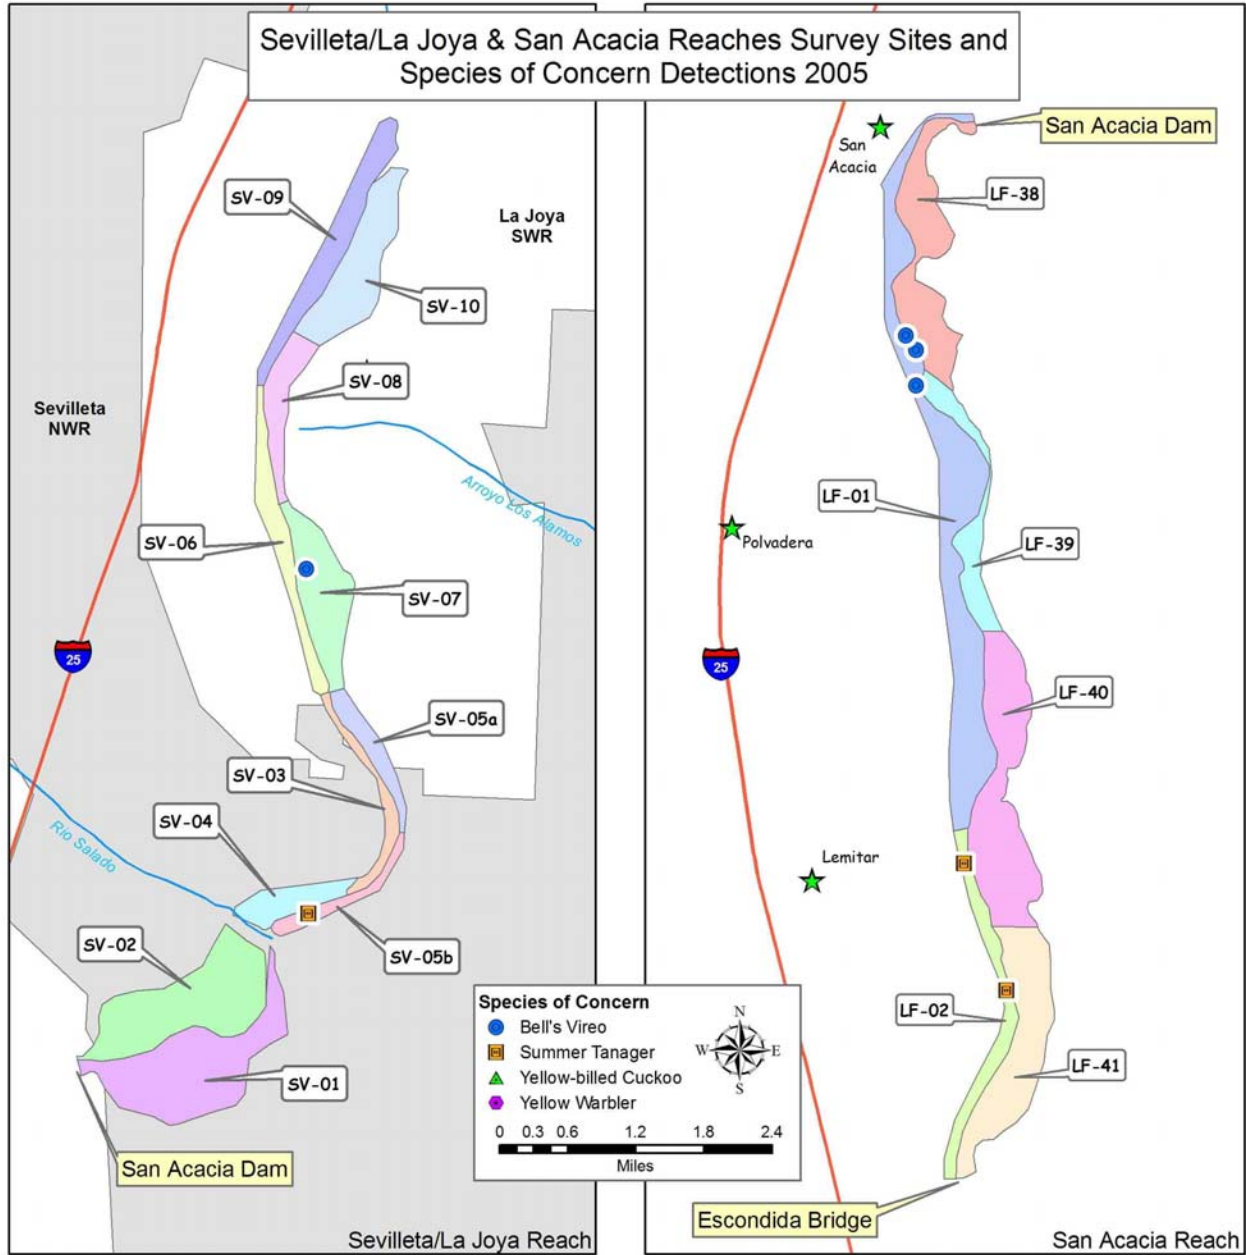 Sevilleta/La Joya & San Acacia Reaches Survey Sites and
Species of Concern Detections 2005
SV-09
La Joya
SWR
SV-10
SV-08
Sevilleta
NWR
Arroyo Los Alamos
SV-06
SV-07
25
SV-05a
SV-03
SV-04
Rio Salado
SV-02
SV-05b
SV-01
San Acacia Dam
Sevilleta/La Joya Reach
San Acacia Dam
San
Acacia
LF-38
LF-01
Polvadera
LF-39
25
LF-40
Lemitar
LF-02
LF-41
Escondida Bridge
San Acacia Reach
Species of Concern
Bell's Vireo
Summer Tanager
Yellow-billed Cuckoo
Yellow Warbler
N
W E
S
0 0.3 0.6 1.2 1.8 2.4
Miles